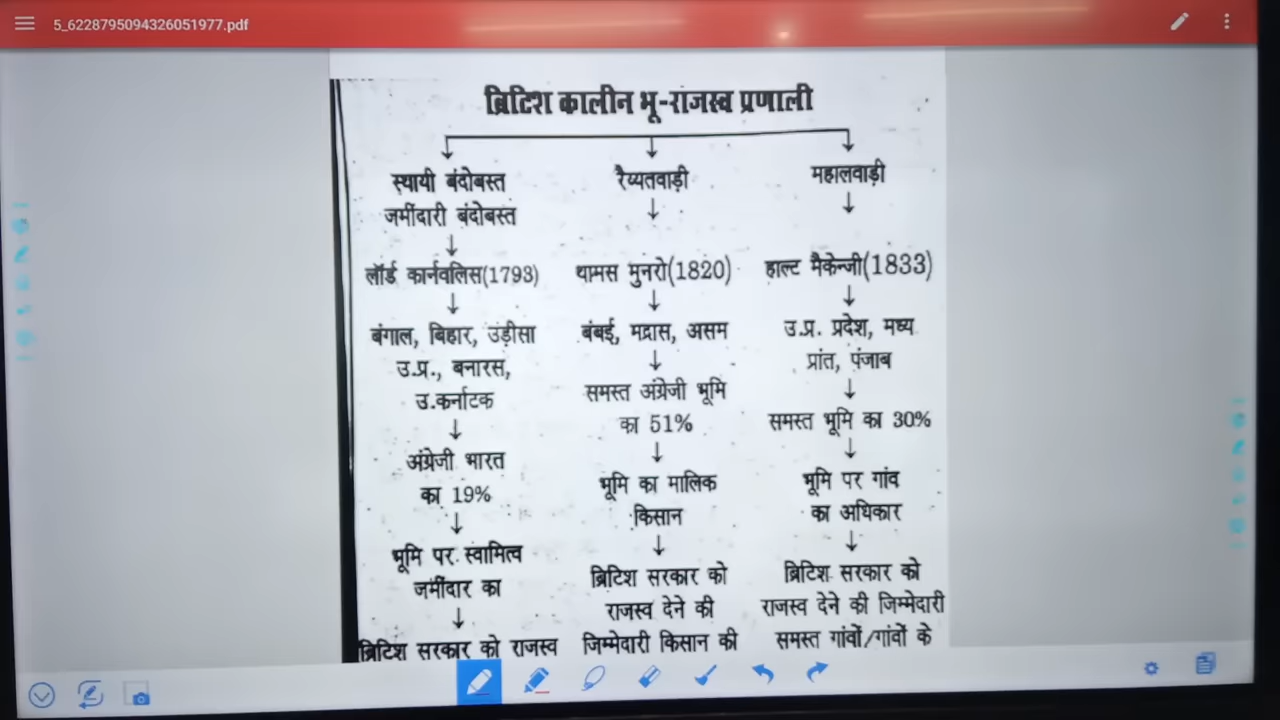 5_6228795094326051977.pdf
ब्रिटिश कालीन भू-राजस्व प्रणाली
स्थायी बंदोबस्त
जमींदारी बंदोबस्त
लॉर्ड कार्नवलिस(1793)
बंगाल, बिहार, उड़ीसा
उ.प्र., बनारस,
उ.कर्नाटक
अंग्रेजी भारत
का 19%
भूमि पर स्वामित्व
जमींदार का
ब्रिटिश सरकार को राजस्व
रैय्यतवाड़ी
थामस मुनरो(1820)
बंबई, मद्रास, असम
समस्त अंग्रेजी भूमि
का 51%
भूमि का मालिक
किसान
ब्रिटिश सरकार को
राजस्व देने की
जिम्मेदारी किसान की
महालवाड़ी
हाल्ट मैकेन्जी(1833)
उ.प्र. प्रदेश, मध्य
प्रांत, पंजाब
समस्त भूमि का 30%
भूमि पर गांव
का अधिकार
ब्रिटिश सरकार को
राजस्व देने की जिम्मेदारी
समस्त गांवों/गांवों के